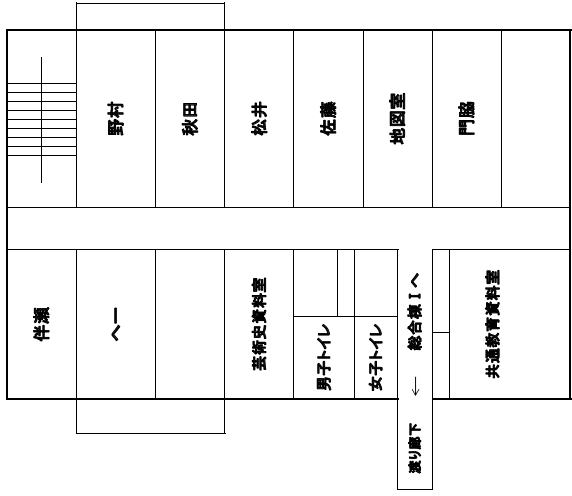 野村
秋田
松井
佐藤
地図室
門脇
伴瀬
へー
芸術史資料室
男子トイレ
女子トイレ
総合棟Ⅰへ
←
渡り廊下
共通教育資料室